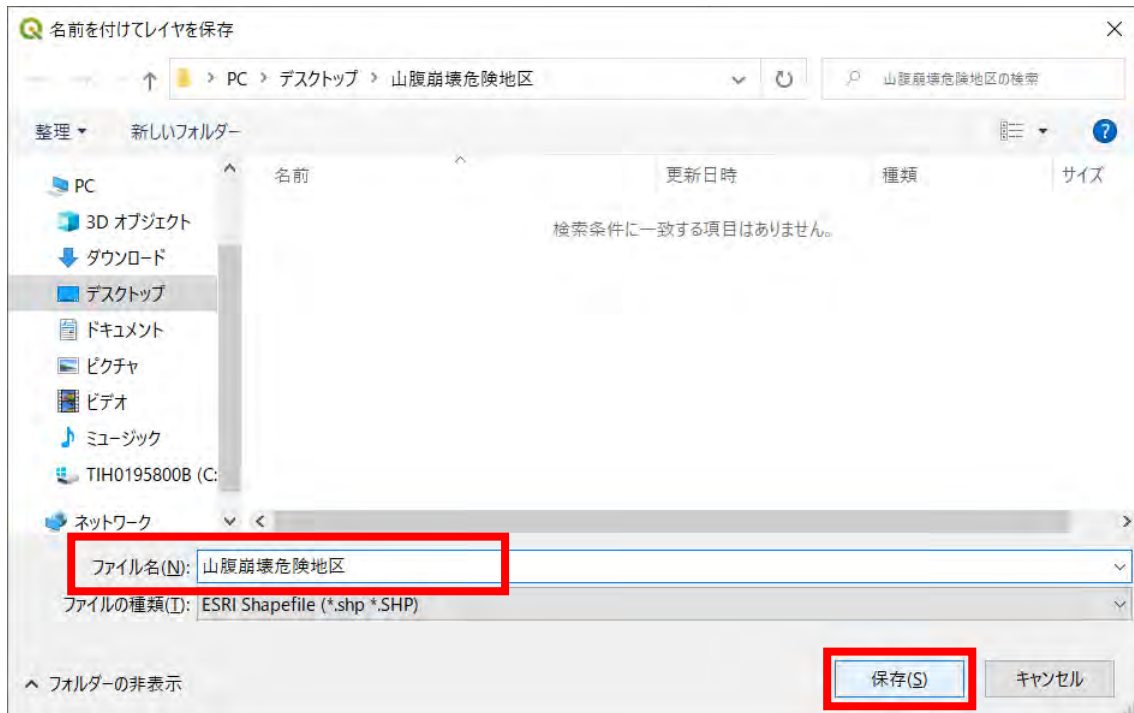 名前を付けてレイヤを保存
PC > デスクトップ > 山腹崩壊危険地区
山腹崩壊危険地区の検索
整理 新しいフォルダー
名前 更新日時 種類 サイズ
検索条件に一致する項目はありません。
PC
3D オブジェクト
ダウンロード
デスクトップ
ドキュメント
ピクチャ
ビデオ
ミュージック
TIH0195800B (C:
ネットワーク
ファイル名(N): 山腹崩壊危険地区
ファイルの種類(T): ESRI Shapefile (*.shp *.SHP)
フォルダーの非表示
保存(S) キャンセル